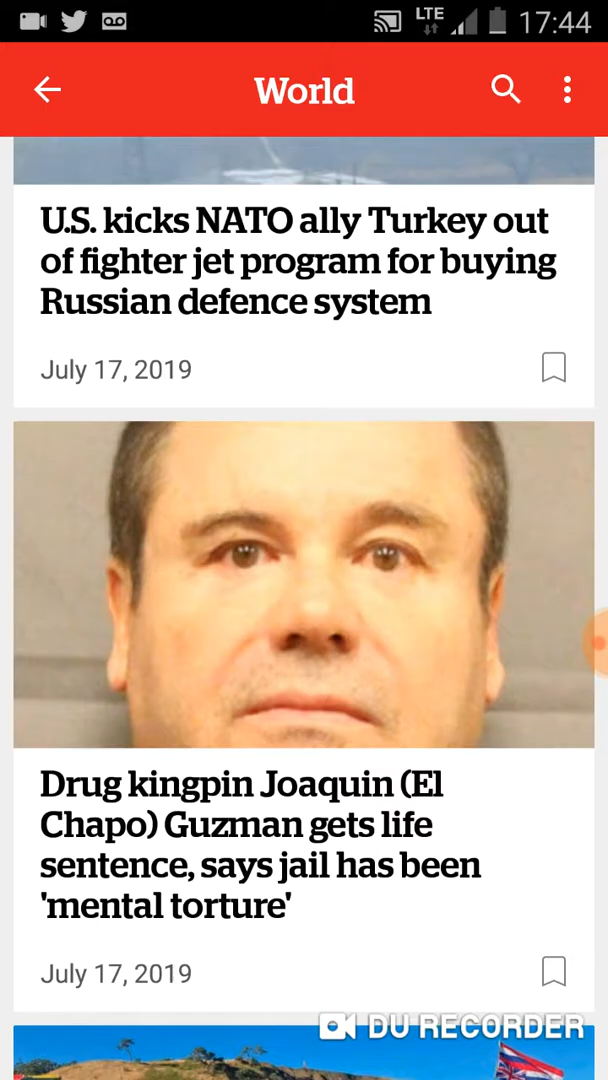 LTE 17:44
World
U.S. kicks NATO ally Turkey out
of fighter jet program for buying
Russian defence system
July 17, 2019
Drug kingpin Joaquin (El
Chapo) Guzman gets life
sentence, says jail has been
'mental torture'
July 17, 2019
DU RECORDER